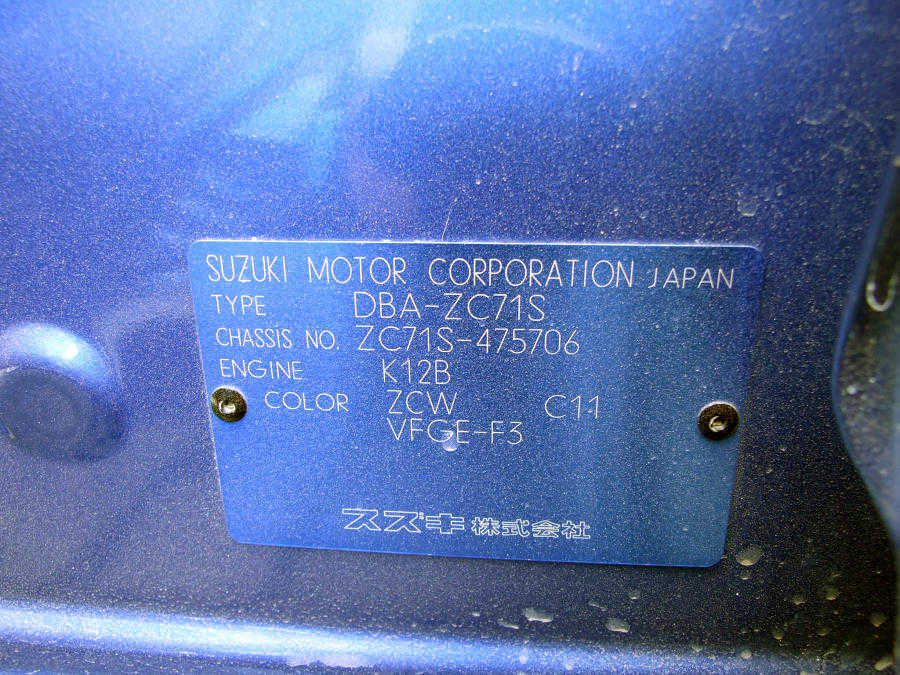 SUZUKI MOTOR CORPORATION JAPAN
TYPE DBA-ZC71S
CHASSIS NO. ZC71S-475706
ENGINE K12B
COLOR ZCW C11
VFGE-F3
スズキ株式会社